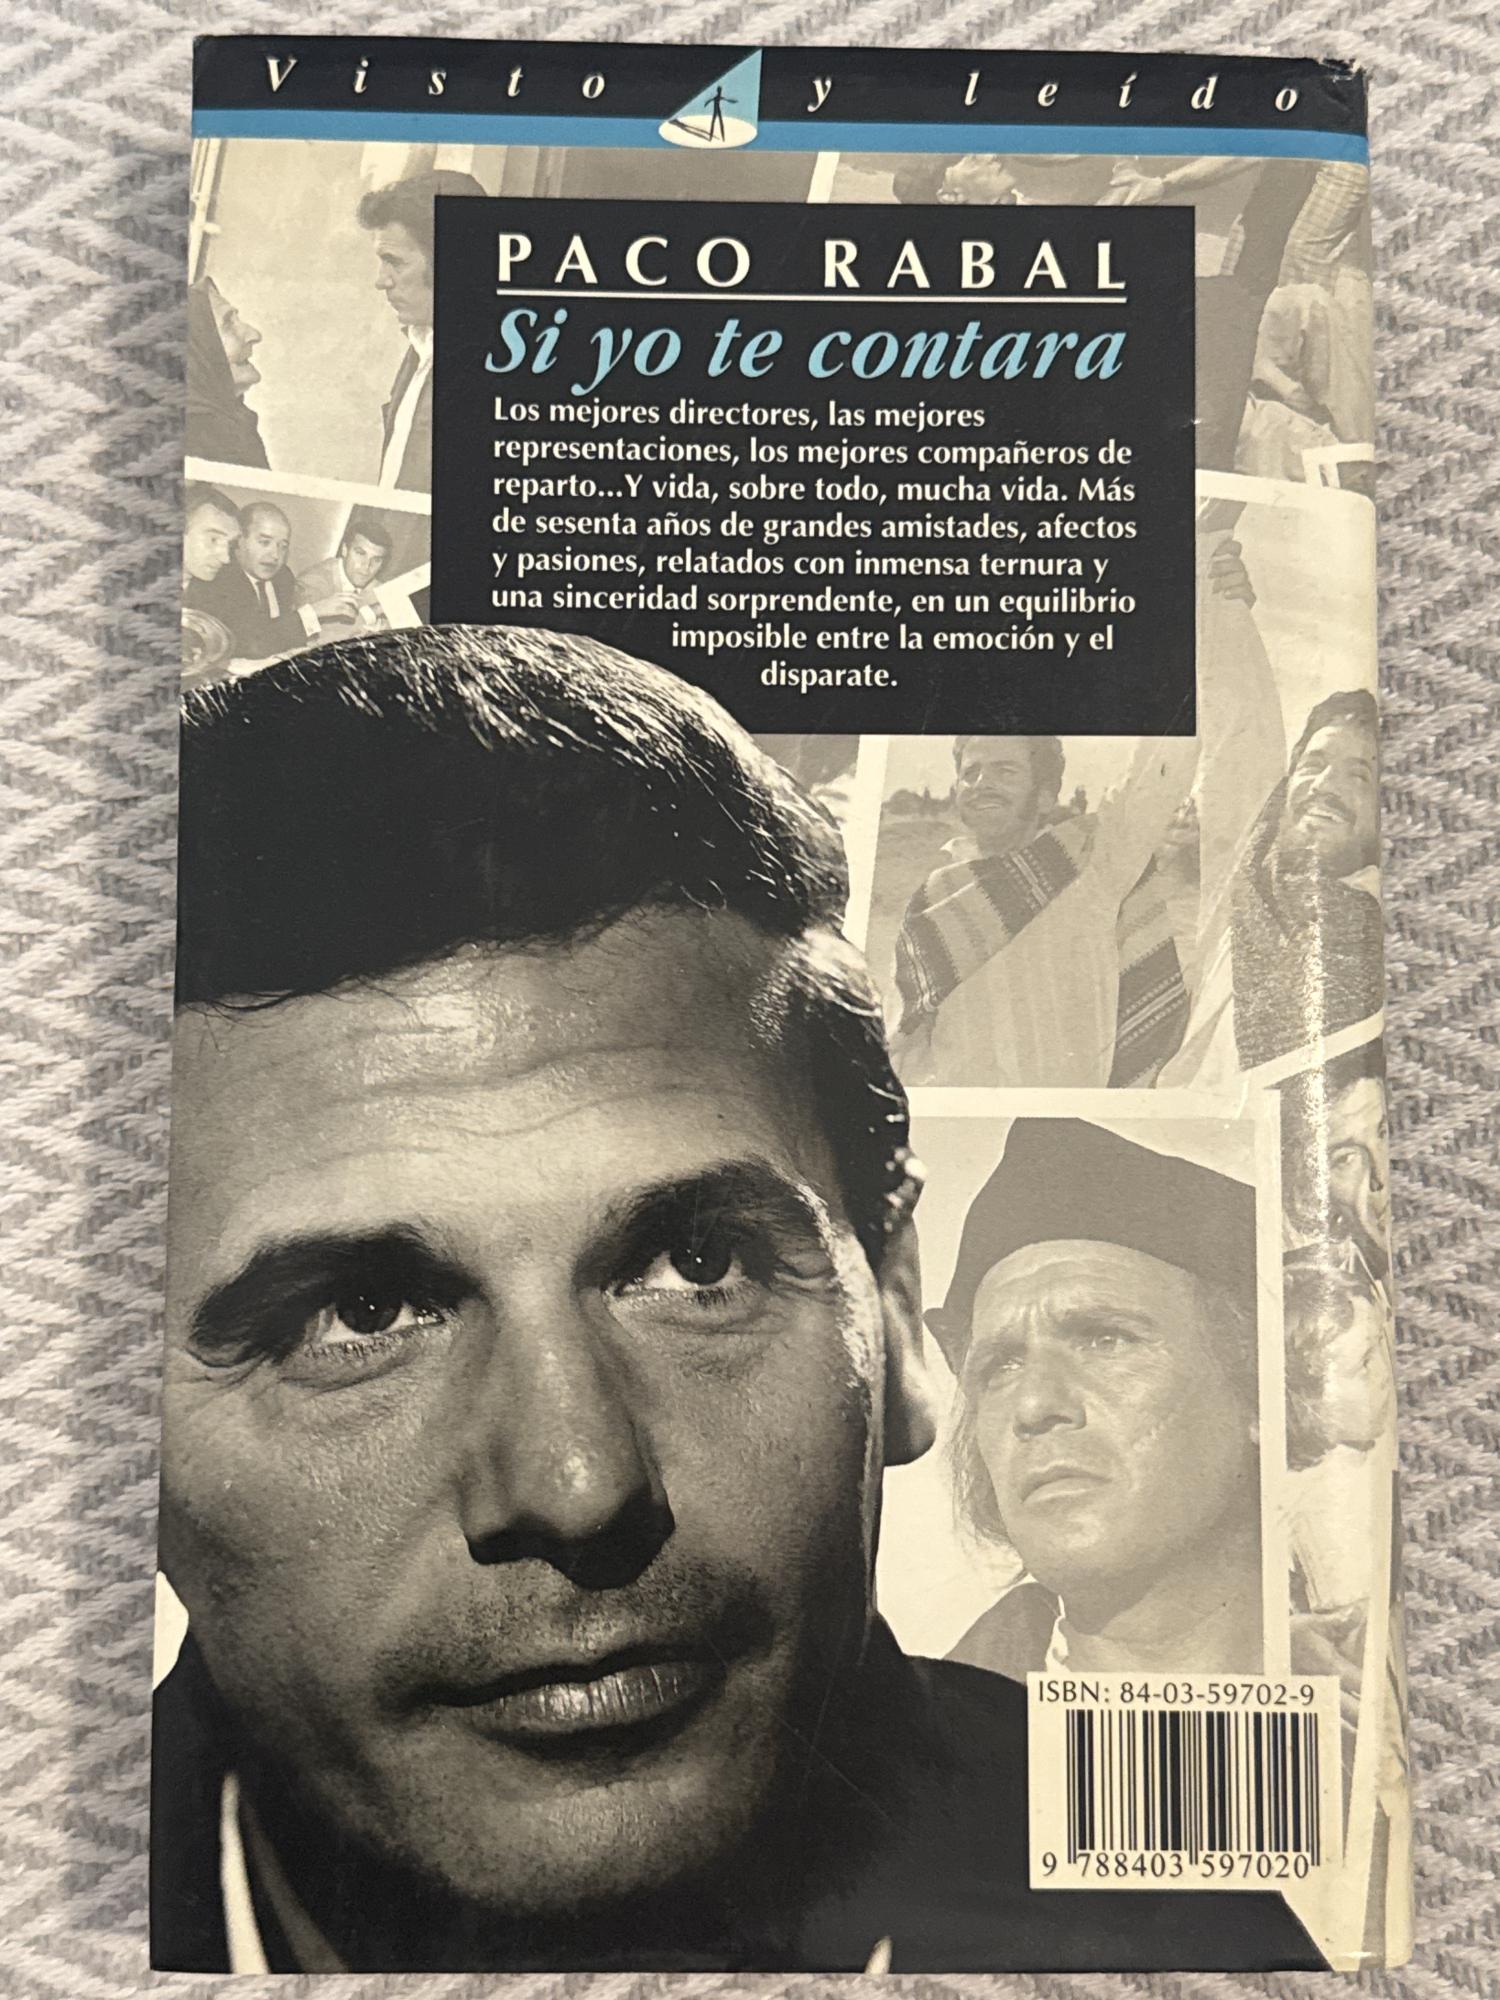 Visto y leído
PACO RABAL
Si yo te contara
Los mejores directores, las mejores
representaciones, los mejores compañeros de
reparto...Y vida, sobre todo, mucha vida. Más
de sesenta años de grandes amistades, afectos
y pasiones, relatados con inmensa ternura y
una sinceridad sorprendente, en un equilibrio
imposible entre la emoción y el
disparate.
ISBN: 84-03-59702-9
9 788403 597020